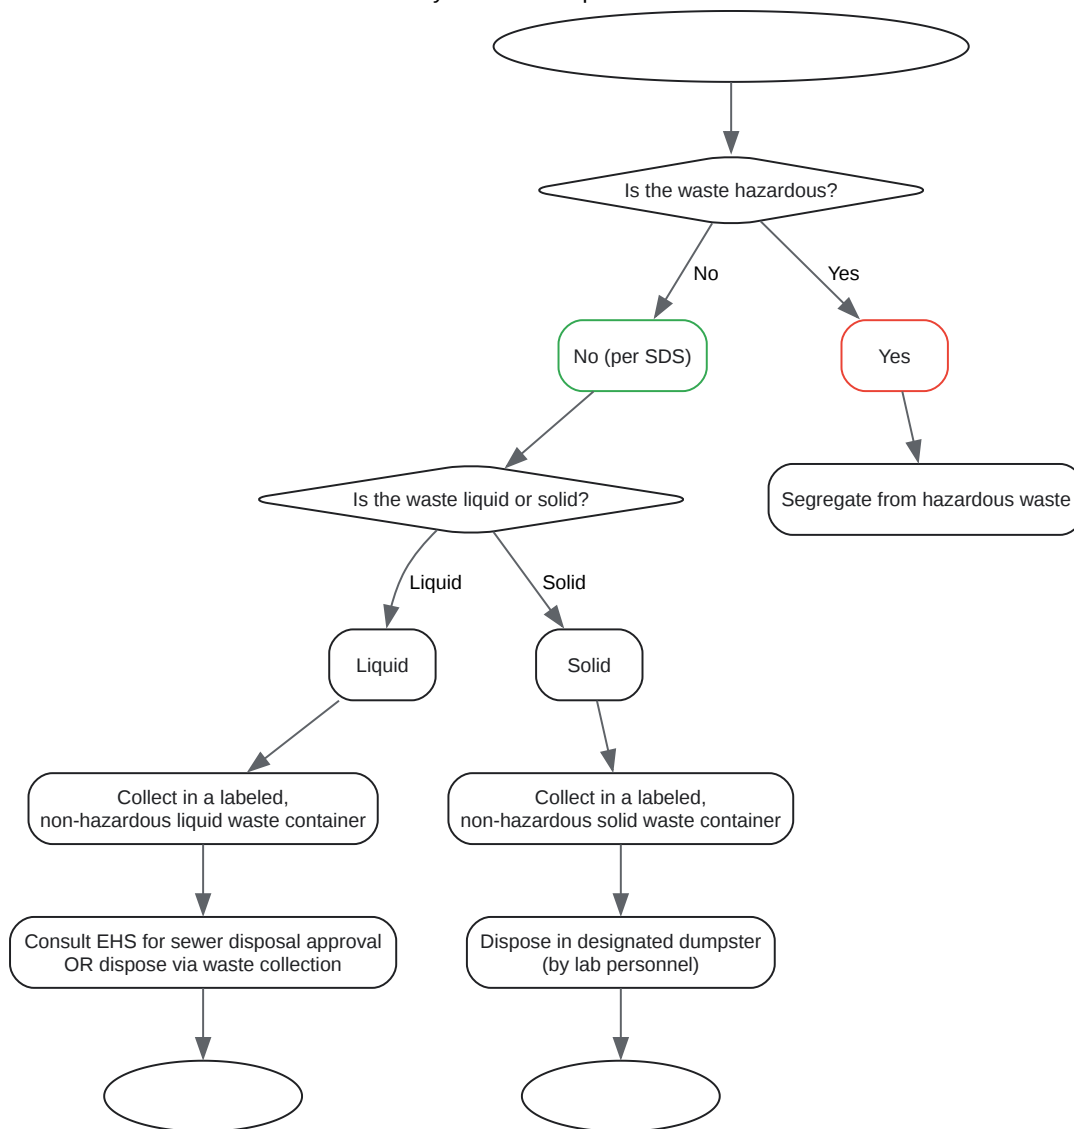 Is the waste hazardous?
No
Yes
No (per SDS)
Yes
Is the waste liquid or solid?
Segregate from hazardous waste
Liquid
Solid
Liquid
Solid
Collect in a labeled,
non-hazardous liquid waste container
Collect in a labeled,
non-hazardous solid waste container
Consult EHS for sewer disposal approval
OR dispose via waste collection
Dispose in designated dumpster
(by lab personnel)